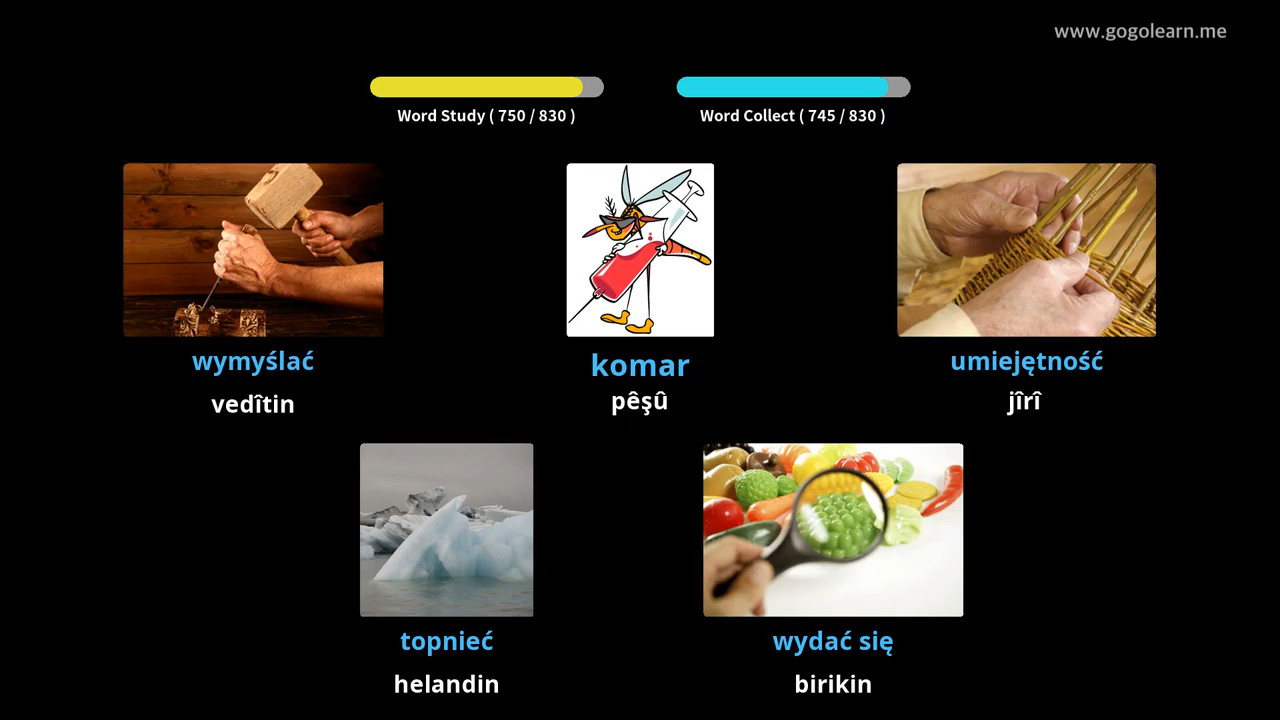 www.gogolearn.me
Word Study ( 750 / 830 )
Word Collect ( 745 / 830 )
wymyślać
vedîtin
komar
pêşû
umiejętność
jîrî
topnieć
helandin
wydać się
birikin